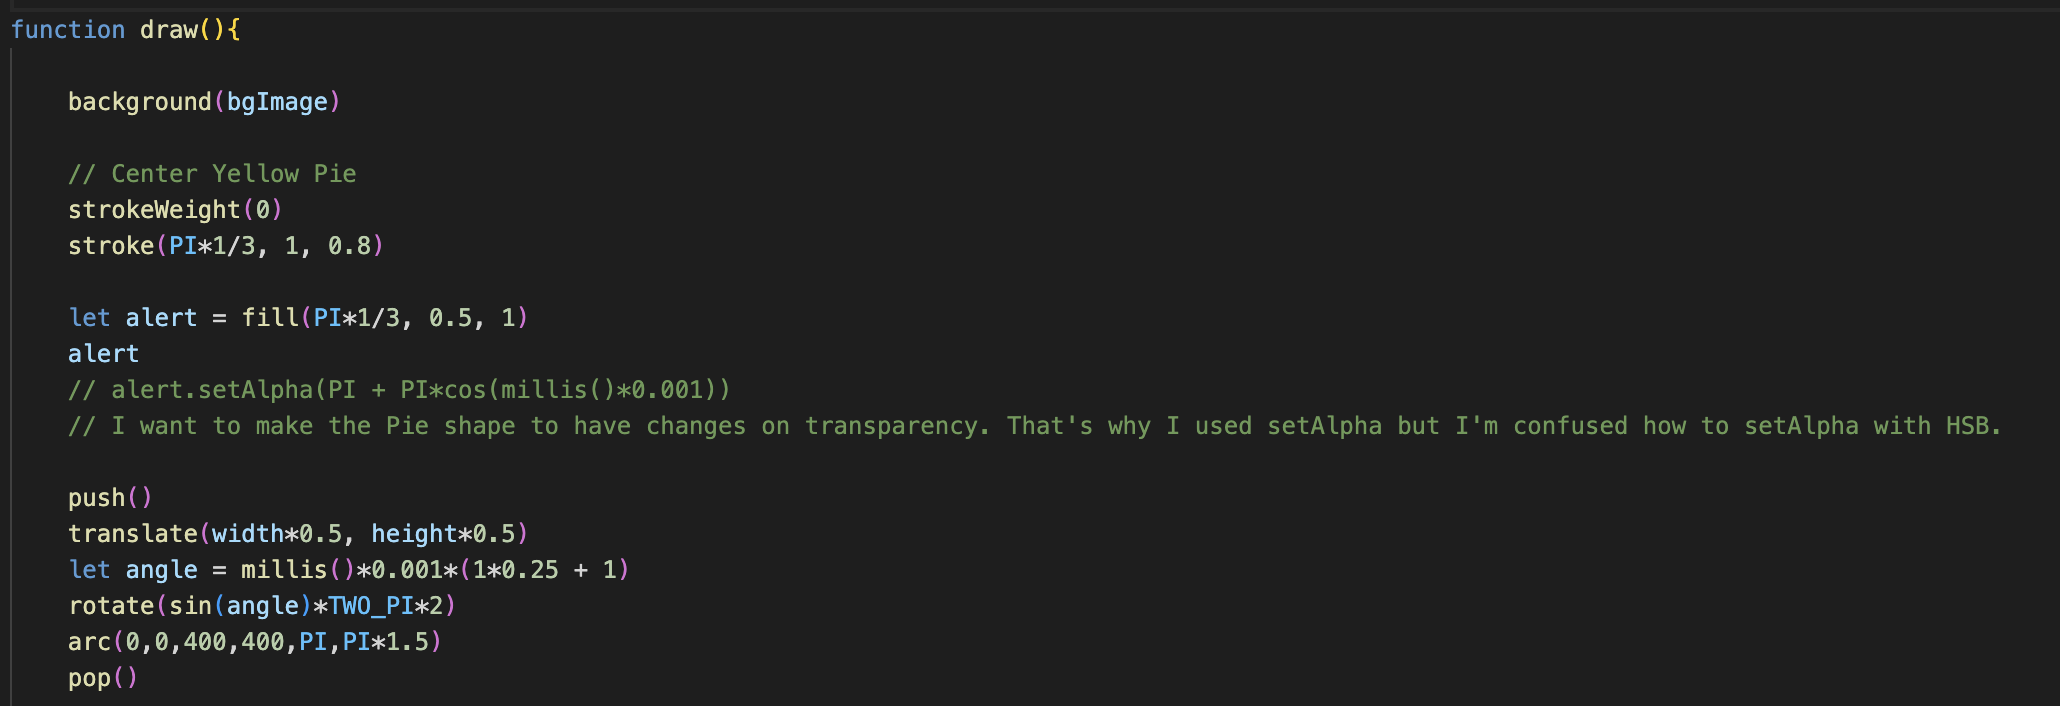 function draw(){
background(bgImage)
// Center Yellow Pie
strokeWeight(0)
stroke(PI*1/3, 1, 0.8)
let alert = fill(PI*1/3, 0.5, 1)
alert
// alert.setAlpha(PI + PI*cos(millis()*0.001))
// I want to make the Pie shape to have changes on transparency. That's why I used setAlpha but I'm confused how to setAlpha with HSB.
push()
translate(width*0.5, height*0.5)
let angle = millis()*0.001*(1*0.25 + 1)
rotate(sin(angle)*TWO_PI*2)
arc(0,0,400,400,PI,PI*1.5)
pop()